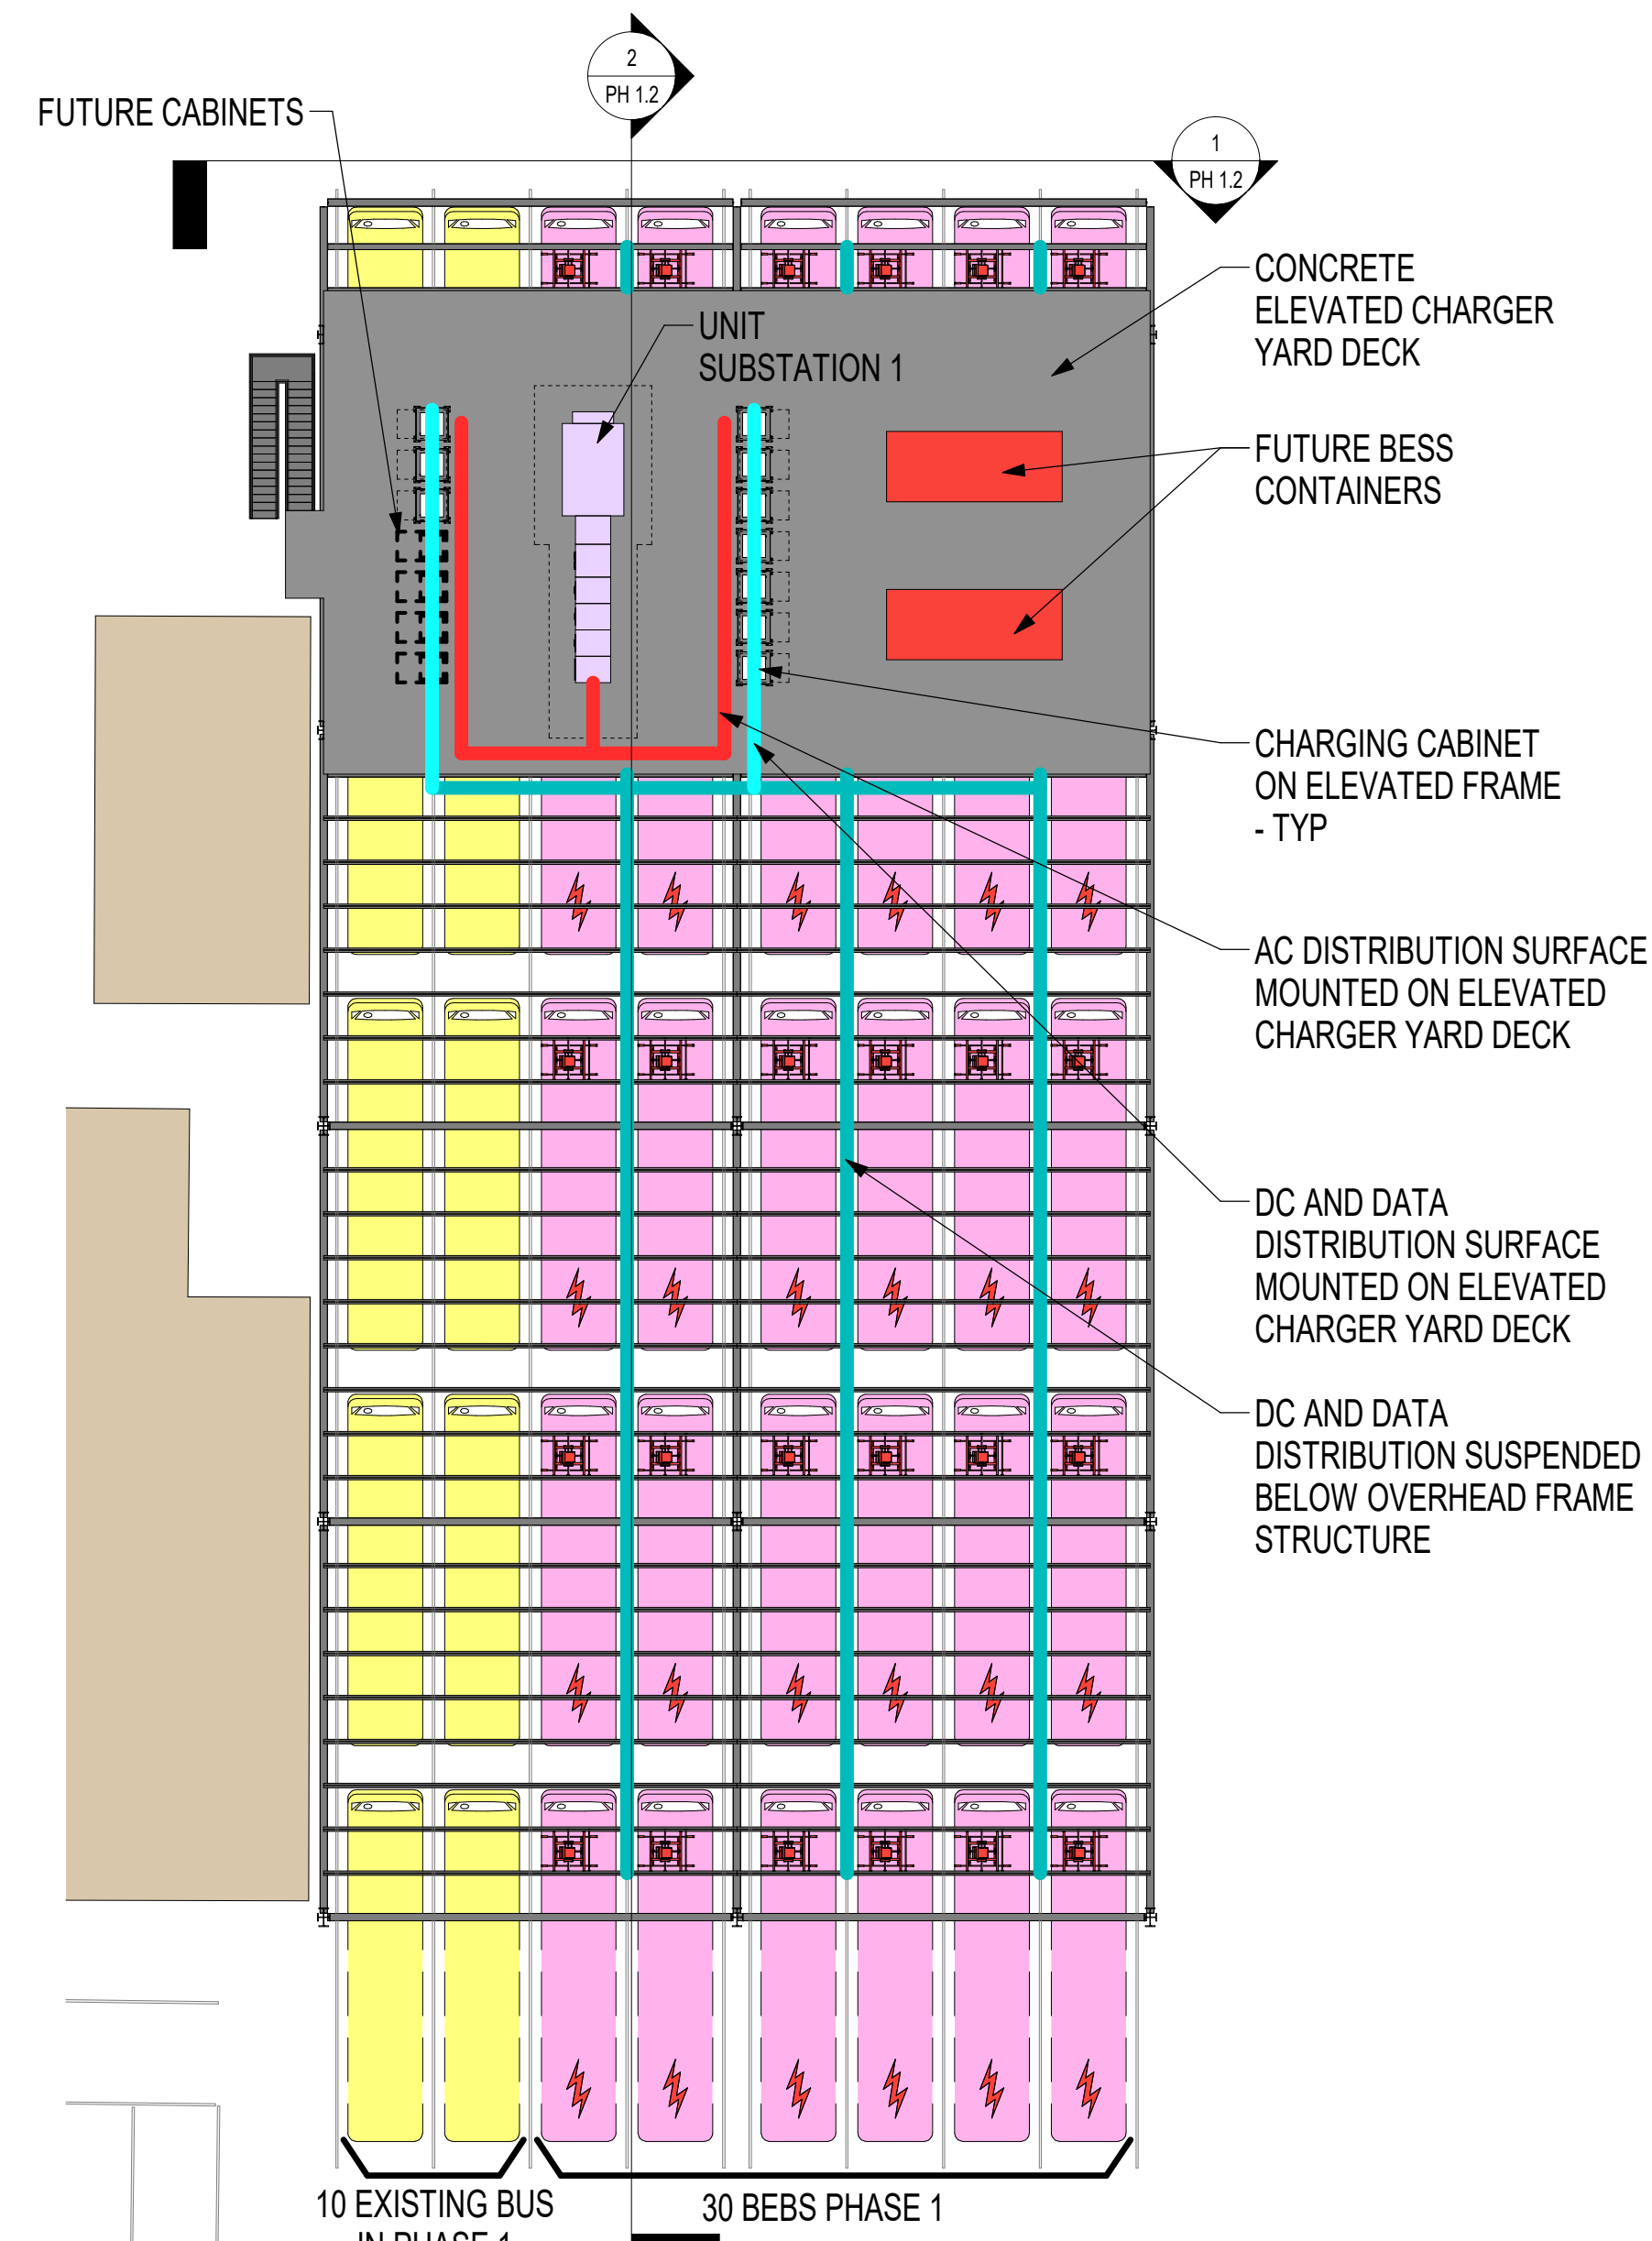 2
PH 1.2
FUTURE CABINETS
1
PH 1.2
CONCRETE
ELEVATED CHARGER
YARD DECK
UNIT
SUBSTATION 1
FUTURE BESS
CONTAINERS
CHARGING CABINET
ON ELEVATED FRAME
- TYP
AC DISTRIBUTION SURFACE
MOUNTED ON ELEVATED
CHARGER YARD DECK
DC AND DATA
DISTRIBUTION SURFACE
MOUNTED ON ELEVATED
CHARGER YARD DECK
DC AND DATA
DISTRIBUTION SUSPENDED
BELOW OVERHEAD FRAME
STRUCTURE
10 EXISTING BUS
IN PHASE 1
30 BEBS PHASE 1